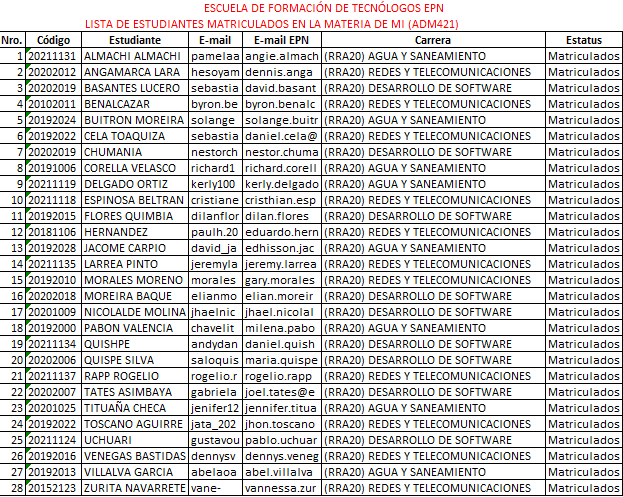 ESCUELA DE FORMACIÓN DE TECNÓLOGOS EPN
LISTA DE ESTUDIANTES MATRICULADOS EN LA MATERIA DE MI (ADM421)
Nro. Código Estudiante E-mail E-mail EPN Carrera Estatus
1 20211131 ALMACHI ALMACHI pamelaa angie.almach (RRA20) AGUA Y SANEAMIENTO Matriculados
2 20202012 ANGAMARCA LARA hesoyam dennis.anga (RRA20) REDES Y TELECOMUNICACIONES Matriculados
3 20202019 BASANTES LUCERO sebastia david.basant (RRA20) DESARROLLO DE SOFTWARE Matriculados
4 20102011 BENALCAZAR byron.be byron.benalc (RRA20) REDES Y TELECOMUNICACIONES Matriculados
5 20192024 BUITRON MOREIRA solange solange.buitr (RRA20) AGUA Y SANEAMIENTO Matriculados
6 20192022 CELA TOAQUIZA sebastia daniel.cela@ (RRA20) REDES Y TELECOMUNICACIONES Matriculados
7 20202019 CHUMANIA nestorch nestor.chuma (RRA20) DESARROLLO DE SOFTWARE Matriculados
8 20191006 CORELLA VELASCO richard1 richard.corell (RRA20) AGUA Y SANEAMIENTO Matriculados
9 20211119 DELGADO ORTIZ kerly100 kerly.delgado (RRA20) AGUA Y SANEAMIENTO Matriculados
10 20211118 ESPINOSA BELTRAN cristiane cristhian.esp (RRA20) REDES Y TELECOMUNICACIONES Matriculados
11 20192015 FLORES QUIMBIA dilanflor dilan.flores (RRA20) DESARROLLO DE SOFTWARE Matriculados
12 20181106 HERNANDEZ paulh.20 eduardo.hern (RRA20) REDES Y TELECOMUNICACIONES Matriculados
13 20192028 JACOME CARPIO david_ja edhisson.jac (RRA20) AGUA Y SANEAMIENTO Matriculados
14 20211135 LARREA PINTO jeremyla jeremy.larrea (RRA20) REDES Y TELECOMUNICACIONES Matriculados
15 20192010 MORALES MORENO morales gary.morales (RRA20) REDES Y TELECOMUNICACIONES Matriculados
16 20202018 MOREIRA BAQUE elianmo elian.moreir (RRA20) DESARROLLO DE SOFTWARE Matriculados
17 20201009 NICOLALDE MOLINA jhaelnic jhael.nicolal (RRA20) DESARROLLO DE SOFTWARE Matriculados
18 20192000 PABON VALENCIA chavelit milena.pabo (RRA20) AGUA Y SANEAMIENTO Matriculados
19 20211134 QUISHPE andydan daniel.quish (RRA20) DESARROLLO DE SOFTWARE Matriculados
20 20202006 QUISPE SILVA saloquis maria.quispe (RRA20) DESARROLLO DE SOFTWARE Matriculados
21 20211137 RAPP ROGELIO rogelio.r rogelio.rapp (RRA20) REDES Y TELECOMUNICACIONES Matriculados
22 20202007 TATES ASIMBAYA gabriela joel.tates@e (RRA20) DESARROLLO DE SOFTWARE Matriculados
23 20201025 TITUAÑA CHECA jenifer12 jennifer.titua (RRA20) AGUA Y SANEAMIENTO Matriculados
24 20192022 TOSCANO AGUIRRE jata_202 jhon.toscano (RRA20) REDES Y TELECOMUNICACIONES Matriculados
25 20211124 UCHUARI gustavou pablo.uchuar (RRA20) DESARROLLO DE SOFTWARE Matriculados
26 20192016 VENEGAS BASTIDAS dennysv dennys.veneg (RRA20) REDES Y TELECOMUNICACIONES Matriculados
27 20192013 VILLALVA GARCIA abelaoa abel.villalva (RRA20) AGUA Y SANEAMIENTO Matriculados
28 20152123 ZURITA NAVARRETE vane- vannessa.zur (RRA20) REDES Y TELECOMUNICACIONES Matriculados